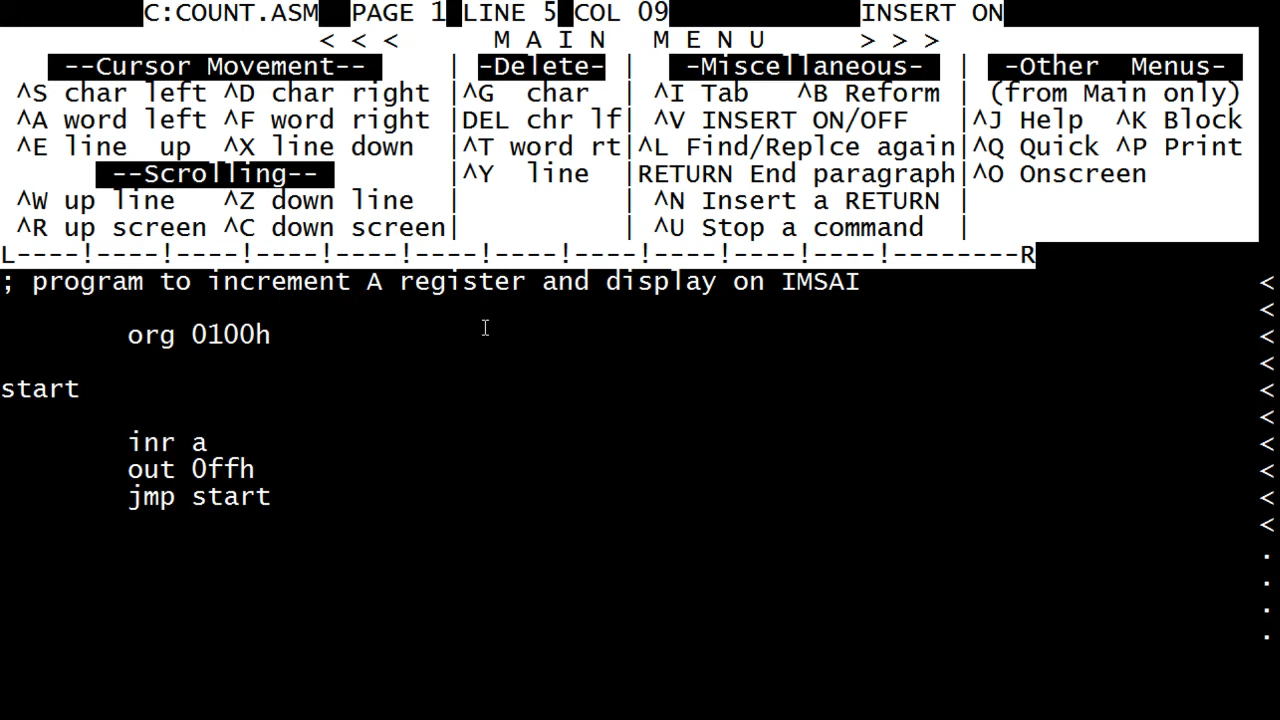 C:COUNT.ASM  PAGE 1 LINE 5 COL 09            INSERT ON
< < <      M A I N   M E N U      > > >
--Cursor Movement--     | -Delete- |  -Miscellaneous-  | -Other  Menus-
^S char left ^D char right |^G  char  | ^I Tab   ^B Reform | (from Main only)
^A word left ^F word right |DEL chr lf| ^V INSERT ON/OFF   |^J Help  ^K Block
^E line  up  ^X line down  |^T word rt|^L Find/Replce again|^Q Quick ^P Print
--Scrolling--        |^Y  line  |RETURN End paragraph|^O Onscreen
^W up line   ^Z down line  |          | ^N Insert a RETURN |
^R up screen ^C down screen|          | ^U Stop a command  |
L----!----!----!----!----!----!----!----!----!----!----!--------R
; program to increment A register and display on IMSAI <
<
org 0100h <
<
start <
<
inr a <
out 0ffh <
jmp start <
<
.
.
.
.